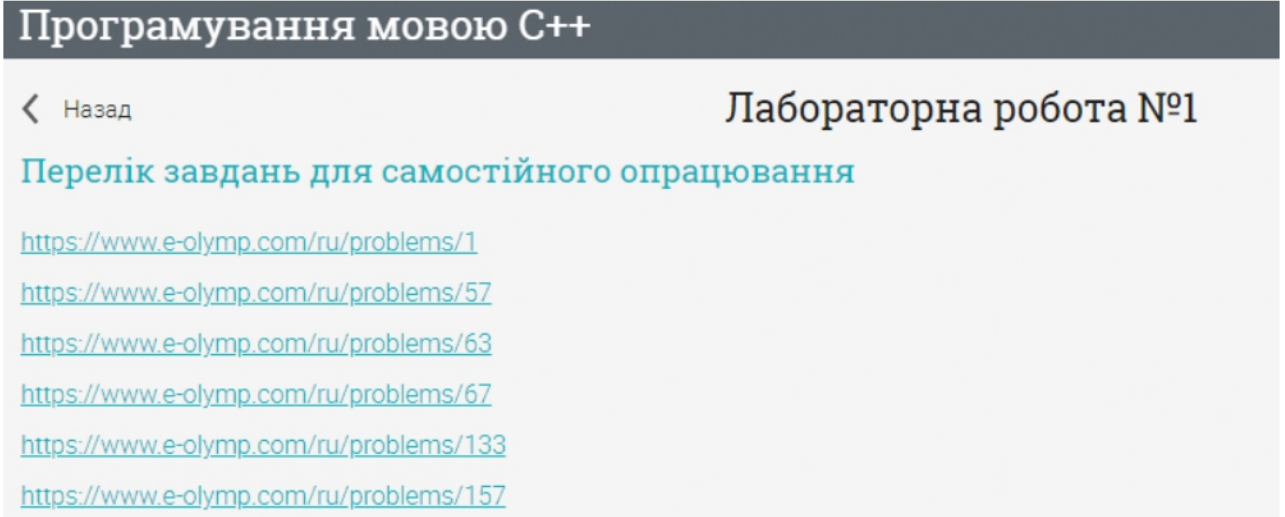 Програмування мовою C++
Назад
Лабораторна робота №1
Перелік завдань для самостійного опрацювання
https://www.e-olymp.com/ru/problems/1
https://www.e-olymp.com/ru/problems/57
https://www.e-olymp.com/ru/problems/63
https://www.e-olymp.com/ru/problems/67
https://www.e-olymp.com/ru/problems/133
https://www.e-olymp.com/ru/problems/157